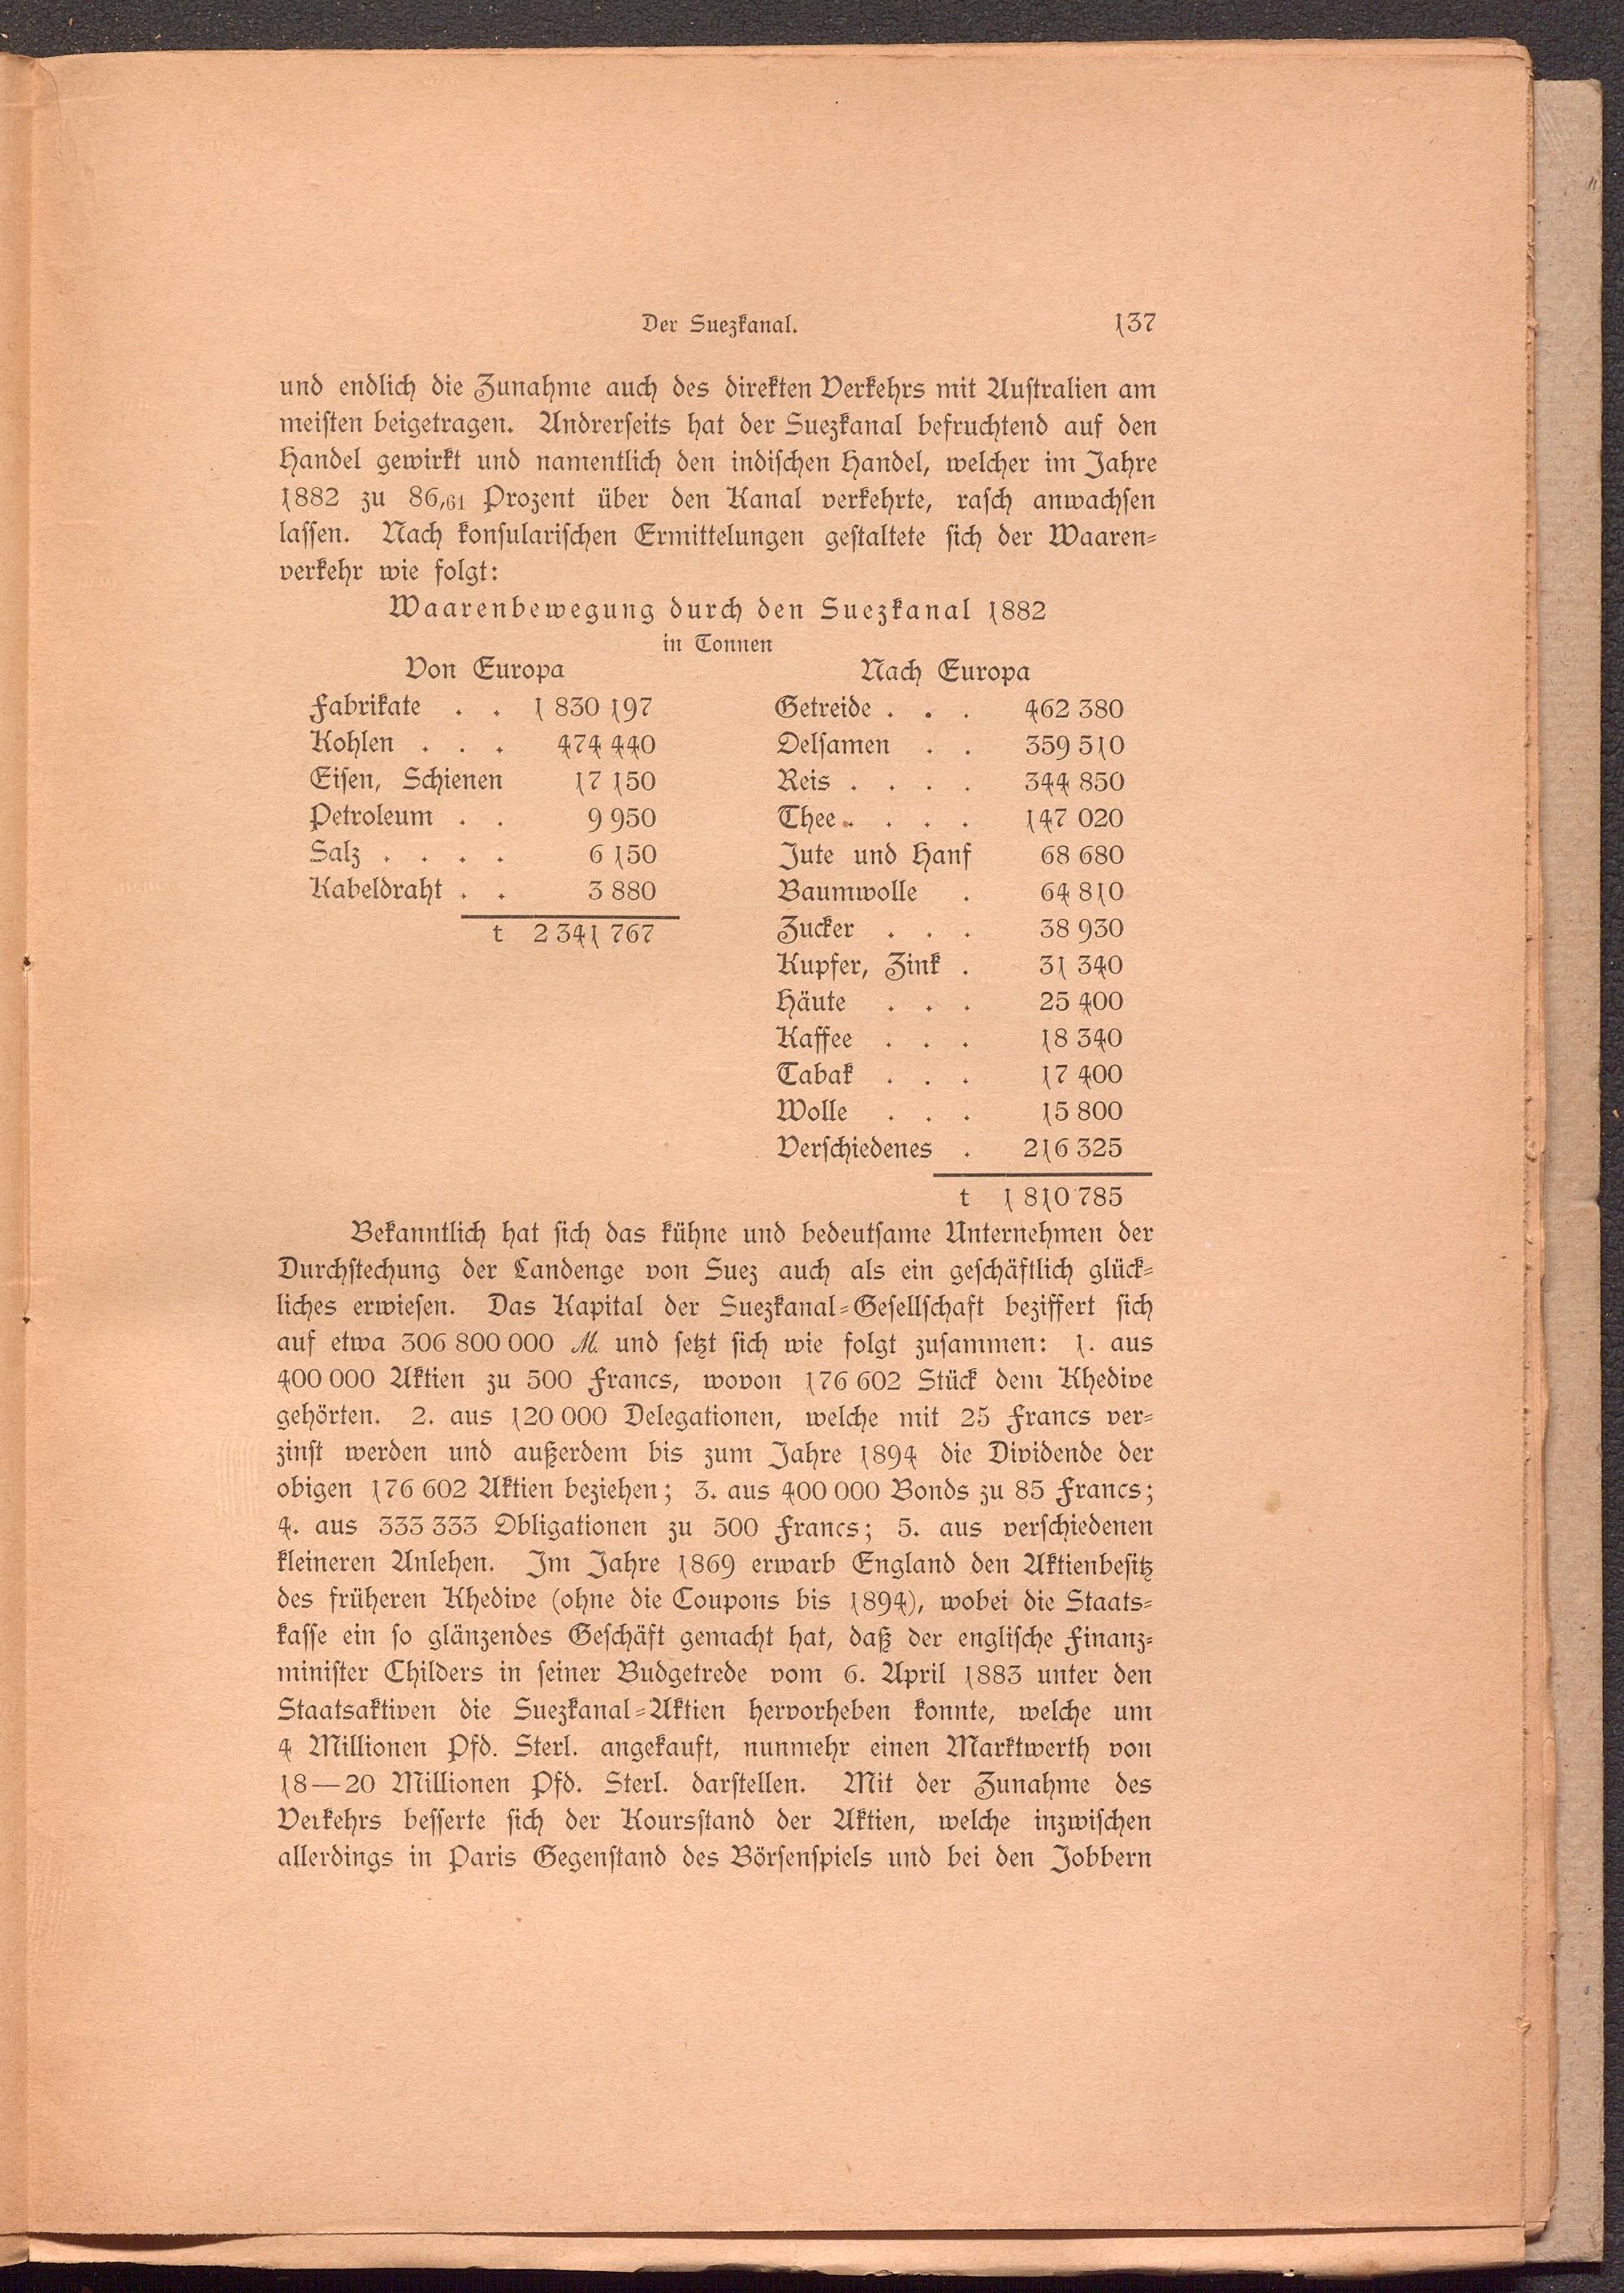 Der Suezkanal. 137
und endlich die Zunahme auch des direkten Verkehrs mit Australien am
meisten beigetragen. Andrerseits hat der Suezkanal befruchtend auf den
Handel gewirkt und namentlich den indischen Handel, welcher im Jahre
1882 zu 86,61 Prozent über den Kanal verkehrte, rasch anwachsen
lassen. Nach konsularischen Ermittelungen gestaltete sich der Waaren-
verkehr wie folgt:
Waarenbewegung durch den Suezkanal 1882
in Tonnen
Von Europa
Fabrikate . . 1 830 197
Kohlen . . . 474 440
Eisen, Schienen 17 150
Petroleum . . 9 950
Salz . . . . 6 150
Kabeldraht . . 3 880
t 2 341 767
Nach Europa
Getreide . . . 462 380
Oelsamen . . 359 510
Reis . . . . 344 850
Thee . . . . 147 020
Jute und Hanf 68 680
Baumwolle . 64 810
Zucker . . . 38 930
Kupfer, Zink . 31 340
Häute . . . 25 400
Kaffee . . . 18 340
Tabak . . . 17 400
Wolle . . . 15 800
Verschiedenes . 216 325
t 1 810 785
Bekanntlich hat sich das kühne und bedeutsame Unternehmen der
Durchstechung der Landenge von Suez auch als ein geschäftlich glück-
liches erwiesen. Das Kapital der Suezkanal-Gesellschaft beziffert sich
auf etwa 306 800 000 M. und setzt sich wie folgt zusammen: 1. aus
400 000 Aktien zu 500 Francs, wovon 176 602 Stück dem Khedive
gehörten. 2. aus 120 000 Delegationen, welche mit 25 Francs ver-
zinst werden und außerdem bis zum Jahre 1894 die Dividende der
obigen 176 602 Aktien beziehen; 3. aus 400 000 Bonds zu 85 Francs;
4. aus 333 333 Obligationen zu 500 Francs; 5. aus verschiedenen
kleineren Anlehen. Im Jahre 1869 erwarb England den Aktienbesitz
des früheren Khedive (ohne die Coupons bis 1894), wobei die Staats-
kasse ein so glänzendes Geschäft gemacht hat, daß der englische Finanz-
minister Childers in seiner Budgetrede vom 6. April 1883 unter den
Staatsaktiven die Suezkanal-Aktien hervorheben konnte, welche um
4 Millionen Pfd. Sterl. angekauft, nunmehr einen Marktwerth von
18—20 Millionen Pfd. Sterl. darstellen. Mit der Zunahme des
Verkehrs besserte sich der Koursstand der Aktien, welche inzwischen
allerdings in Paris Gegenstand des Börsenspiels und bei den Jobbern